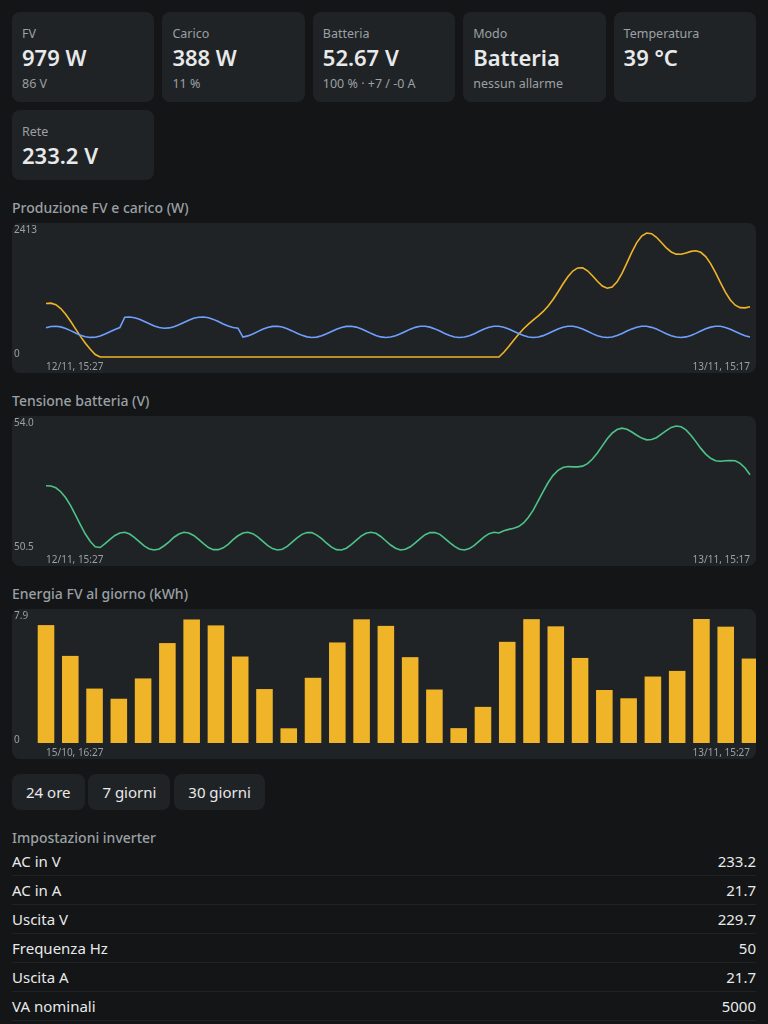 FV
979 W
86 V
Carico
388 W
11 %
Batteria
52.67 V
100 % · +7 / -0 A
Modo
Batteria
nessun allarme
Temperatura
39 °C
Rete
233.2 V
Produzione FV e carico (W)
2413
0
12/11, 15:27
13/11, 15:17
Tensione batteria (V)
54.0
50.5
12/11, 15:27
13/11, 15:17
Energia FV al giorno (kWh)
7.9
0
15/10, 16:27
13/11, 15:27
24 ore
7 giorni
30 giorni
Impostazioni inverter
AC in V 233.2
AC in A 21.7
Uscita V 229.7
Frequenza Hz 50
Uscita A 21.7
VA nominali 5000